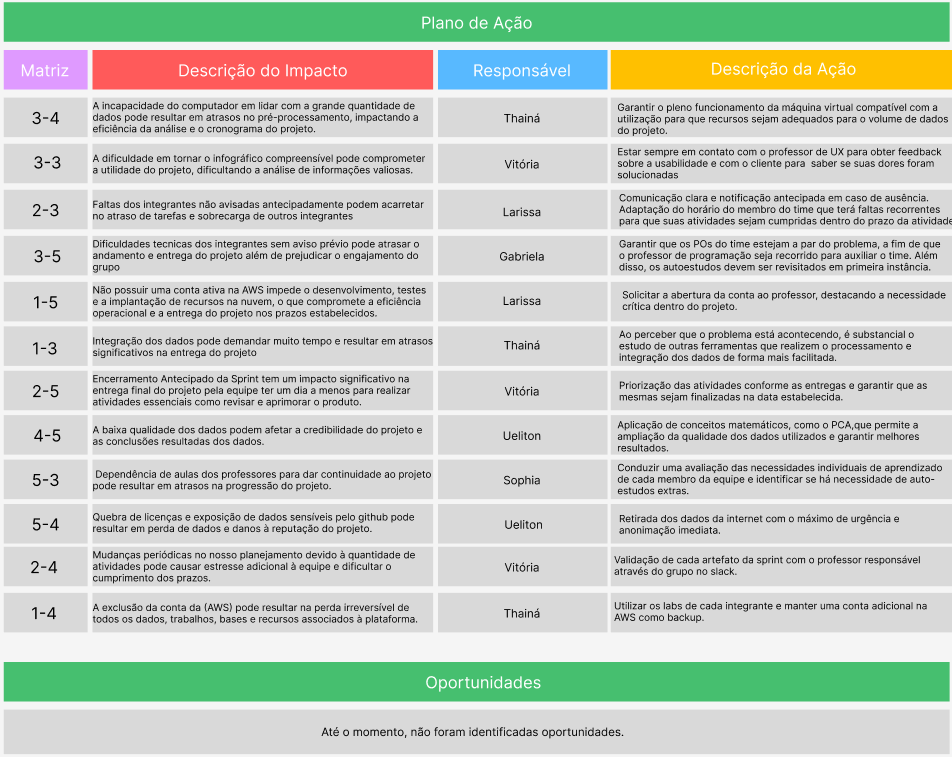 Plano de Ação
Matriz
Descrição do Impacto
Responsável
Descrição da Ação
3-4
A incapacidade do computador em lidar com a grande quantidade de
dados pode resultar em atrasos no pré-processamento, impactando a
eficiência da análise e o cronograma do projeto.
Thainá
Garantir o pleno funcionamento da máquina virtual compatível com a
utilização para que recursos sejam adequados para o volume de dados
do projeto.
3-3
A dificuldade em tornar o infográfico compreensível pode comprometer
a utilidade do projeto, dificultando a análise de informações valiosas.
Vitória
Estar sempre em contato com o professor de UX para obter feedback
sobre a usabilidade e com o cliente para saber se suas dores foram
solucionadas
2-3
Faltas dos integrantes não avisadas antecipadamente podem acarretar
no atraso de tarefas e sobrecarga de outros integrantes
Larissa
Comunicação clara e notificação antecipada em caso de ausência.
Adaptação do horário do membro do time que terá faltas recorrentes
para que suas atividades sejam cumpridas dentro do prazo da atividade
3-5
Dificuldades tecnicas dos integrantes sem aviso prévio pode atrasar o
andamento e entrega do projeto além de prejudicar o engajamento do
grupo
Gabriela
Garantir que os POs do time estejam a par do problema, a fim de que
o professor de programação seja recorrido para auxiliar o time. Além
disso, os autoestudos devem ser revisitados em primeira instância.
1-5
Não possuir uma conta ativa na AWS impede o desenvolvimento, testes
e a implantação de recursos na nuvem, o que compromete a eficiência
operacional e a entrega do projeto nos prazos estabelecidos.
Larissa
Solicitar a abertura da conta ao professor, destacando a necessidade
crítica dentro do projeto.
1-3
Integração dos dados pode demandar muito tempo e resultar em atrasos
significativos na entrega do projeto
Thainá
Ao perceber que o problema está acontecendo, é substancial o
estudo de outras ferramentas que realizem o processamento e
integração dos dados de forma mais facilitada.
2-5
Encerramento Antecipado da Sprint tem um impacto significativo na
entrega final do projeto pela equipe ter um dia a menos para realizar
atividades essenciais como revisar e aprimorar o produto.
Vitória
Priorização das atividades conforme as entregas e garantir que as
mesmas sejam finalizadas na data estabelecida.
4-5
A baixa qualidade dos dados podem afetar a credibilidade do projeto e
as conclusões resultadas dos dados.
Ueliton
Aplicação de conceitos matemáticos, como o PCA,que permite a
ampliação da qualidade dos dados utilizados e garantir melhores
resultados.
5-3
Dependência de aulas dos professores para dar continuidade ao projeto
pode resultar em atrasos na progressão do projeto.
Sophia
Conduzir uma avaliação das necessidades individuais de aprendizado
de cada membro da equipe e identificar se há necessidade de auto-
estudos extras.
5-4
Quebra de licenças e exposição de dados sensíveis pelo github pode
resultar em perda de dados e danos à reputação do projeto.
Ueliton
Retirada dos dados da internet com o máximo de urgência e
anonimação imediata.
2-4
Mudanças periódicas no nosso planejamento devido à quantidade de
atividades pode causar estresse adicional à equipe e dificultar o
cumprimento dos prazos.
Vitória
Validação de cada artefato da sprint com o professor responsável
através do grupo no slack.
1-4
A exclusão da conta da (AWS) pode resultar na perda irreversível de
todos os dados, trabalhos, bases e recursos associados à plataforma.
Thainá
Utilizar os labs de cada integrante e manter uma conta adicional na
AWS como backup.
Oportunidades
Até o momento, não foram identificadas oportunidades.